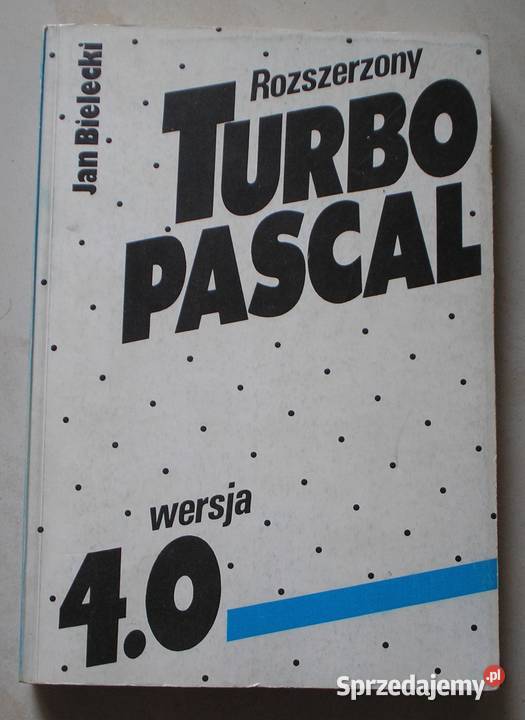 Jan Bielecki
Rozszerzony
TURBO
PASCAL
wersja
4.0
Sprzedajemy.pl